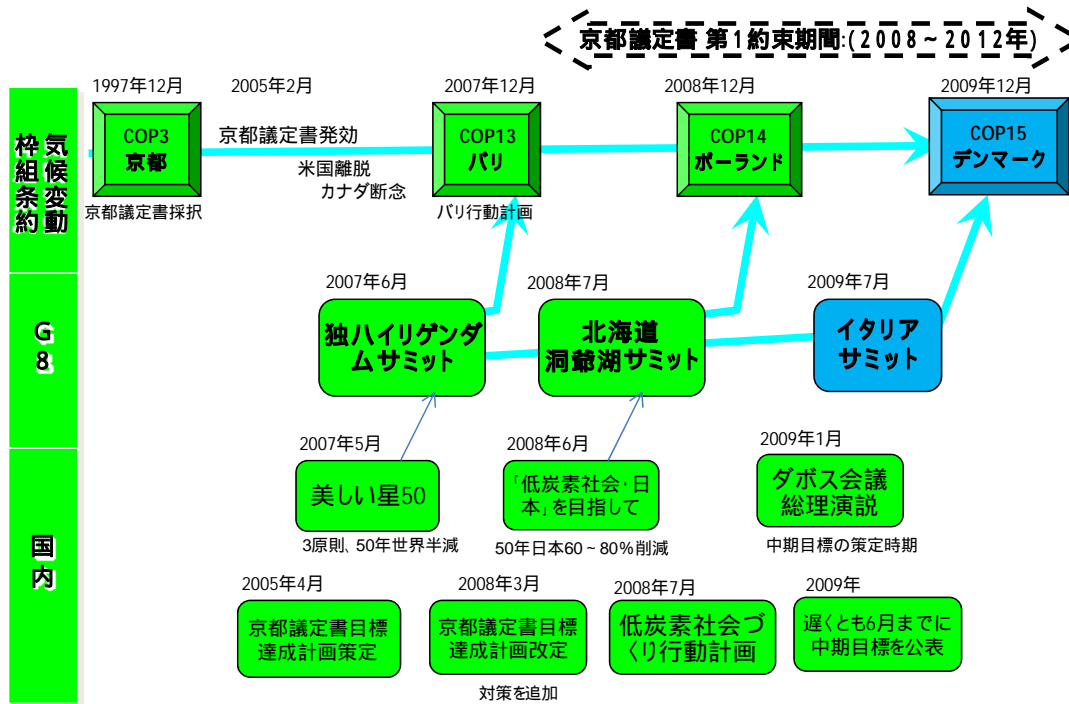 京都議定書 第1約束期間:(2008～2012年)
1997年12月
2005年2月
2007年12月
2008年12月
2009年12月
気候変動
枠組条約
COP3
京都
京都議定書発効
米国離脱
カナダ断念
COP13
バリ
COP14
ポーランド
COP15
デンマーク
京都議定書採択
バリ行動計画
G8
2007年6月
2008年7月
2009年7月
独ハイリゲンダ
ムサミット
北海道
洞爺湖サミット
イタリア
サミット
国内
2007年5月
2008年6月
2009年1月
美しい星50
「低炭素社会・日
本」を目指して
ダボス会議
総理演説
3原則、50年世界半減
50年日本60～80%削減
中期目標の策定時期
2005年4月
2008年3月
2008年7月
2009年
京都議定書目標
達成計画策定
京都議定書目標
達成計画改定
低炭素社会づ
くり行動計画
遅くとも6月までに
中期目標を公表
対策を追加